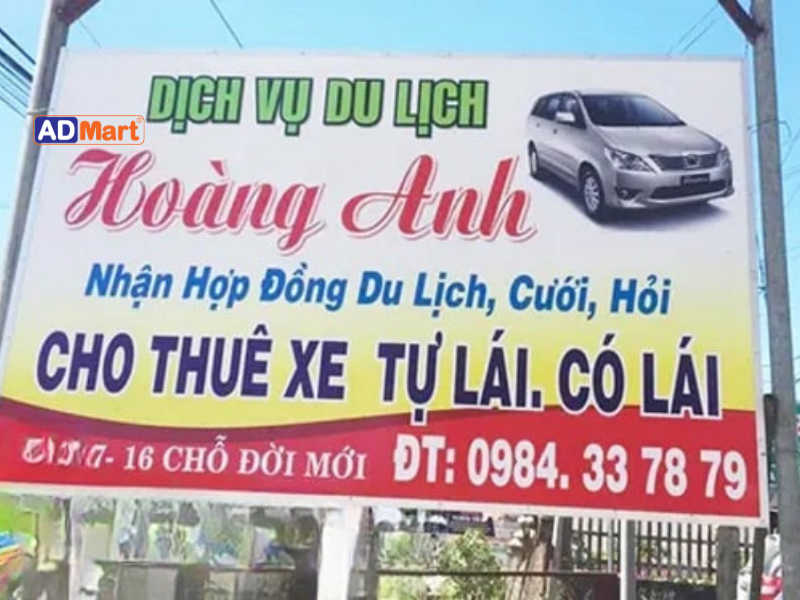 DỊCH VỤ DU LỊCH
ADMart
Hoàng Anh
Nhận Hợp Đồng Du Lịch, Cưới, Hỏi
CHO THUÊ XE TỰ LÁI. CÓ LÁI
7- 16 CHỖ ĐỜI MỚI ĐT: 0984. 33 78 79